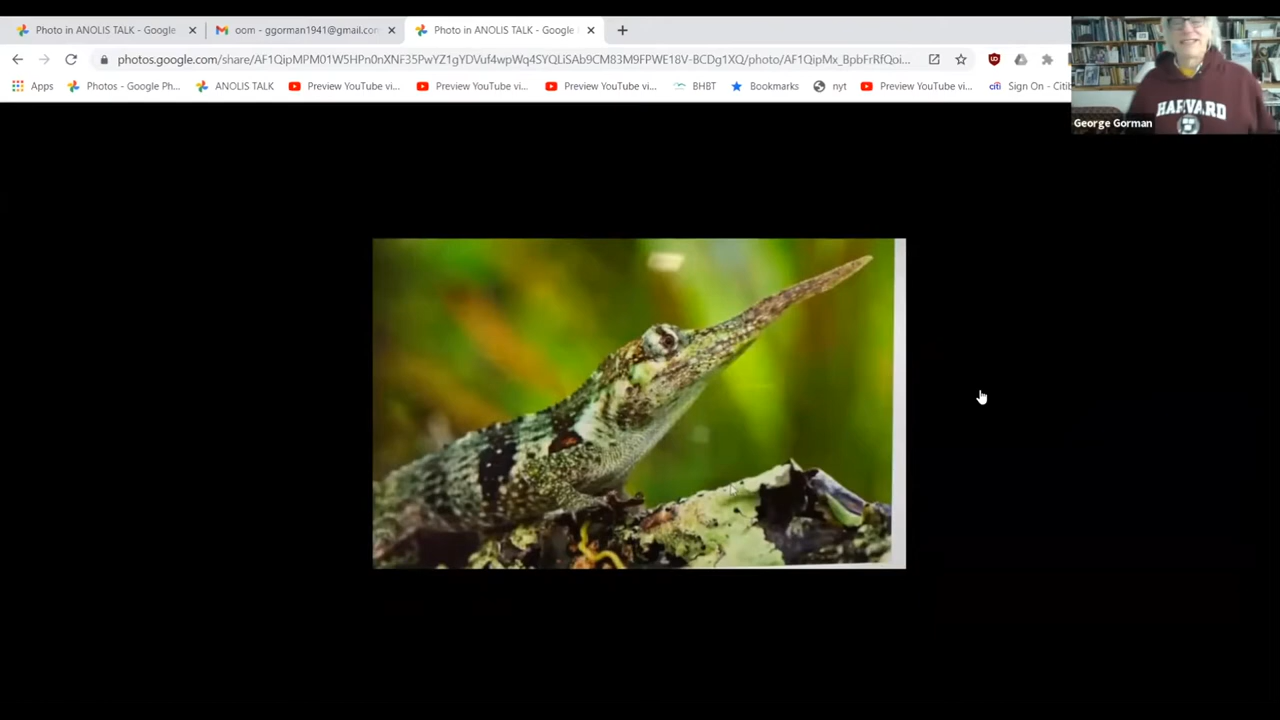 Photo in ANOLIS TALK - Google
oom - ggorman1941@gmail.com
Photo in ANOLIS TALK - Google
photos.google.com/share/AF1QipMPM01W5HPn0nXNF35PwYZ1gYDVuf4wpWq4SYQLiSAb9CM83M9FPWE18V-BCDg1XQ/photo/AF1QipMx_BpbFrRfQoi...
Apps
Photos - Google Ph...
ANOLIS TALK
Preview YouTube vi...
Preview YouTube vi...
Preview YouTube vi...
BHBT
Bookmarks
nyt
Preview YouTube vi...
citi
Sign On - Citib
HARVARD
George Gorman